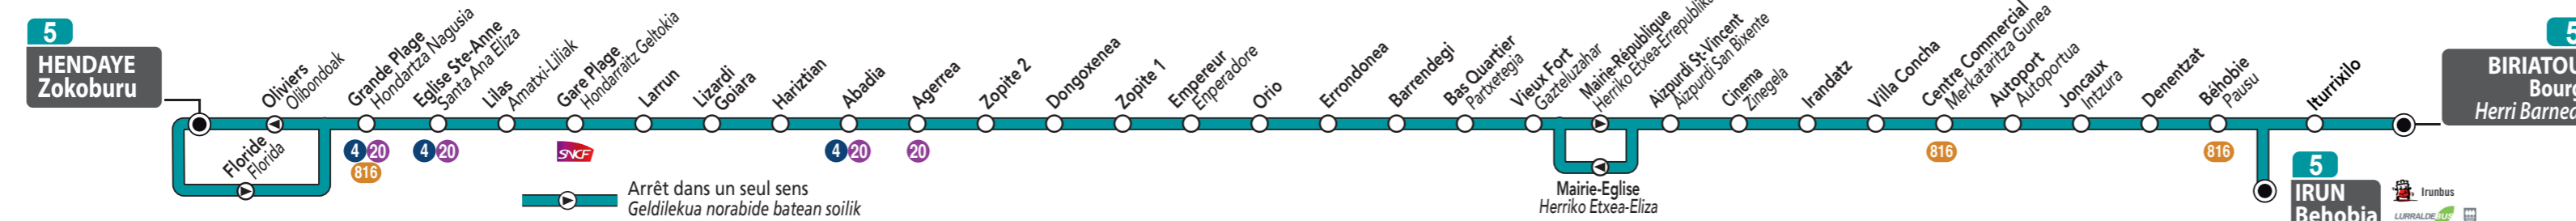 5
HENDAYE
Zokoburu
Oliviers
Olibondoak
Floride
Florida
Grande Plage
Hondartza Nagusia
4 20
816
Eglise Ste-Anne
Santa Ana Eliza
4 20
Lilas
Amatxi-Liliak
Gare Plage
Hondarraitz Geltokia
SNCF
Larrun
Lizardi
Goiara
Hariztian
Abadia
4 20
Agerrea
20
Zopite 2
Dongoxenea
Zopite 1
Empereur
Enperadore
Orio
Errondonea
Barrendegi
Bas Quartier
Partxetegia
Vieux Fort
Gazteluzahar
Mairie-République
Herriko Etxea-Errepublika
Mairie-Eglise
Herriko Etxea-Eliza
Aizpurdi St-Vincent
Aizpurdi San Bixente
Cinema
Zinegela
Irandatz
Villa Concha
Centre Commercial
Merkataritza Gunea
816
Autoport
Autoportua
Joncaux
Intzura
Denentzat
Béhobie
Pausu
816
Iturrixilo
5
BIRIATOU
Bourg
Herri Barnea
5
IRUN
Behobia
Irunbus
LURRALDEBUS
Arrêt dans un seul sens
Geldilekua norabide batean soilik